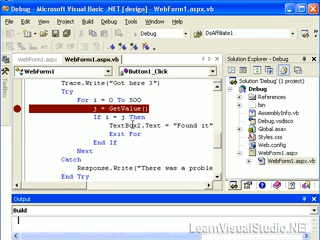 Debug - Microsoft Visual Basic .NET [design] - WebForm1.aspx.vb
File Edit View Project Build Debug Tools Window Help
Debug
DsAffiliate1
WebForm1.aspx WebForm1.aspx.vb
WebForm1
Button1_Click
Trace.Write("Got here 3")
Try
For i = 0 To 500
j = GetValue()
If i = j Then
TextBox2.Text = "Found it"
Exit For
End If
Next
Catch
Response.Write("There was a proble
End Try
Solution Explorer - Debug
Solution 'Debug' (1 project)
Debug
References
bin
AssemblyInfo.vb
Debug.vsdisco
Global.asax
Styles.css
Web.config
WebForm1.aspx
WebForm1.aspx.vb
Output
Build
LearnVisualStudio.NET